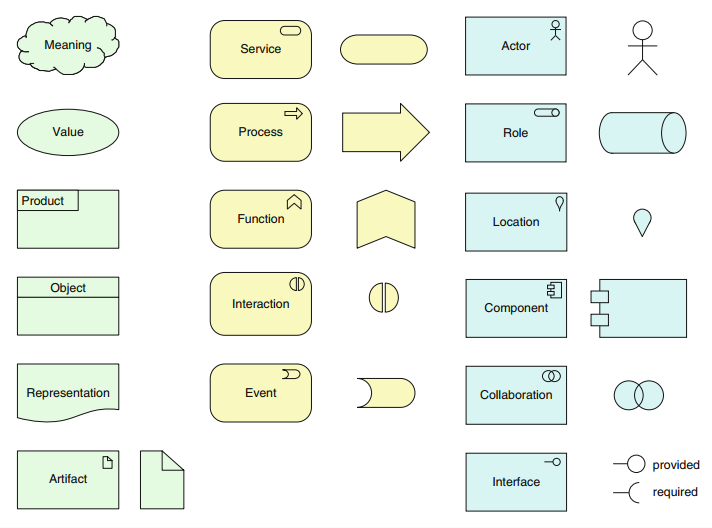 Meaning
Service
Actor
Value
Process
Role
Product
Function
Location
Object
Interaction
Component
Representation
Event
Collaboration
Artifact
Interface
provided
required